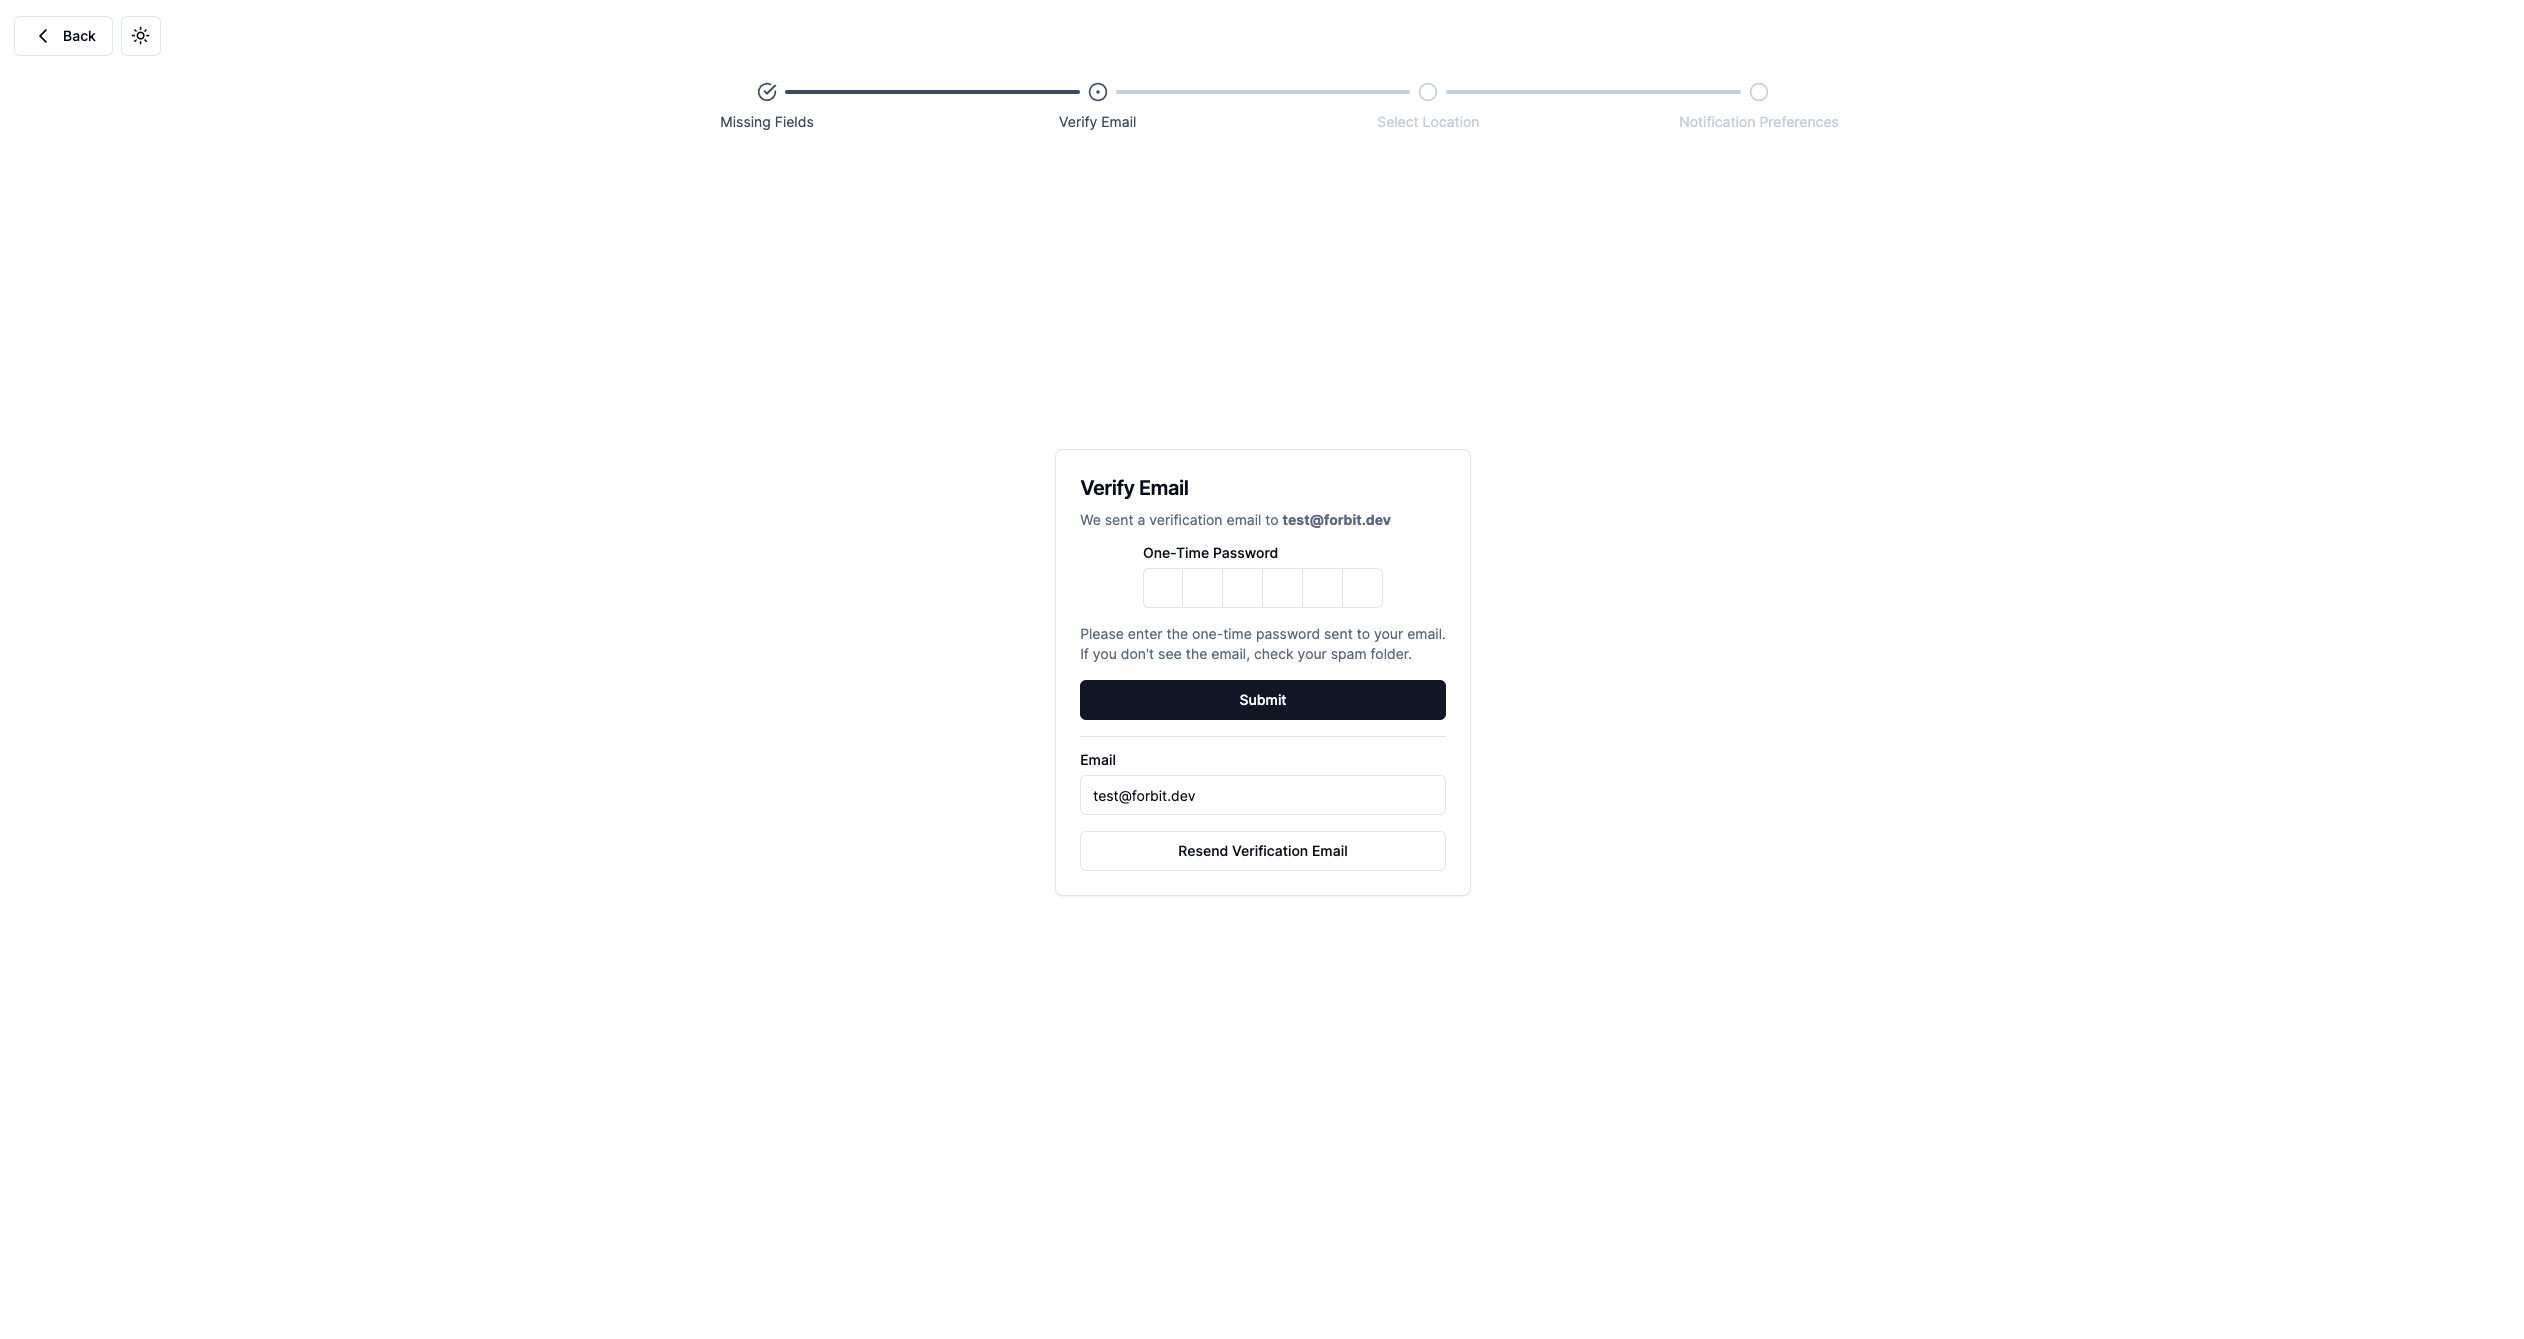 Back
Missing Fields
Verify Email
Select Location
Notification Preferences
Verify Email
We sent a verification email to test@forbit.dev
One-Time Password
Please enter the one-time password sent to your email.
If you don't see the email, check your spam folder.
Submit
Email
test@forbit.dev
Resend Verification Email